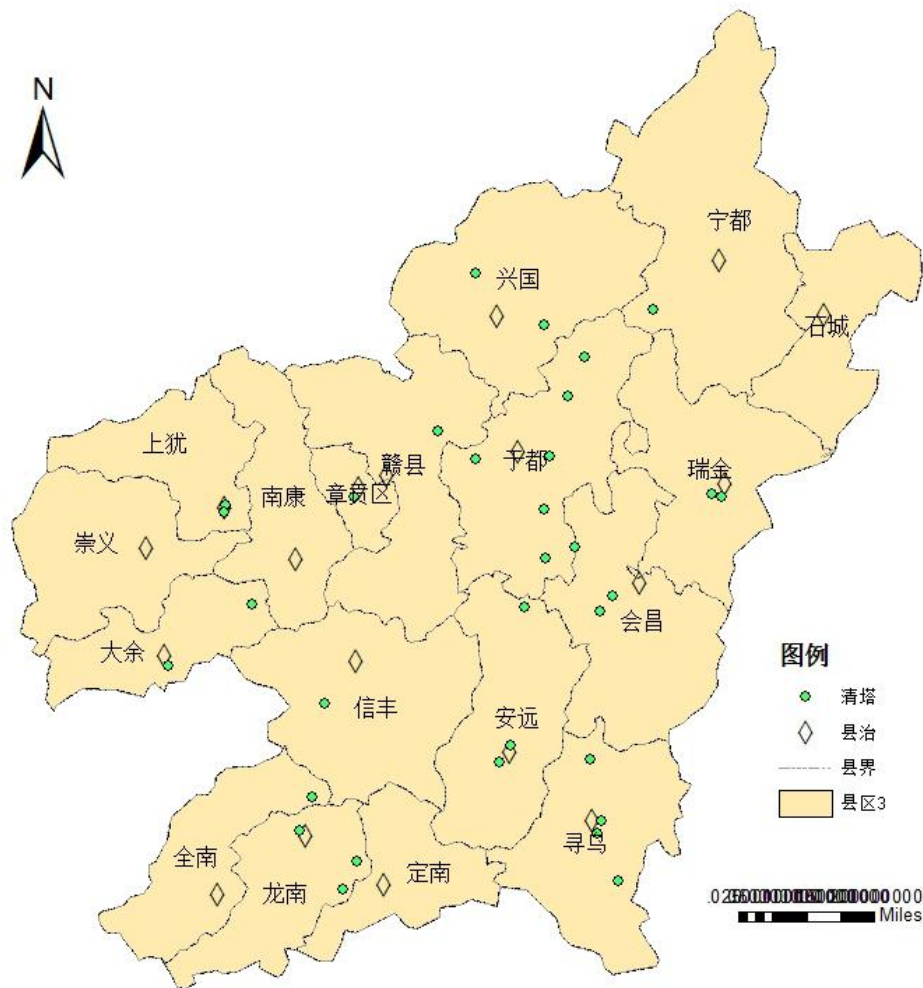 N
宁都
兴国
石城
上犹
赣县
于都
瑞金
南康
章贡区
崇义
会昌
大余
图例
信丰
安远
清塔
县治
县界
县区3
寻乌
全南
龙南
定南
Miles